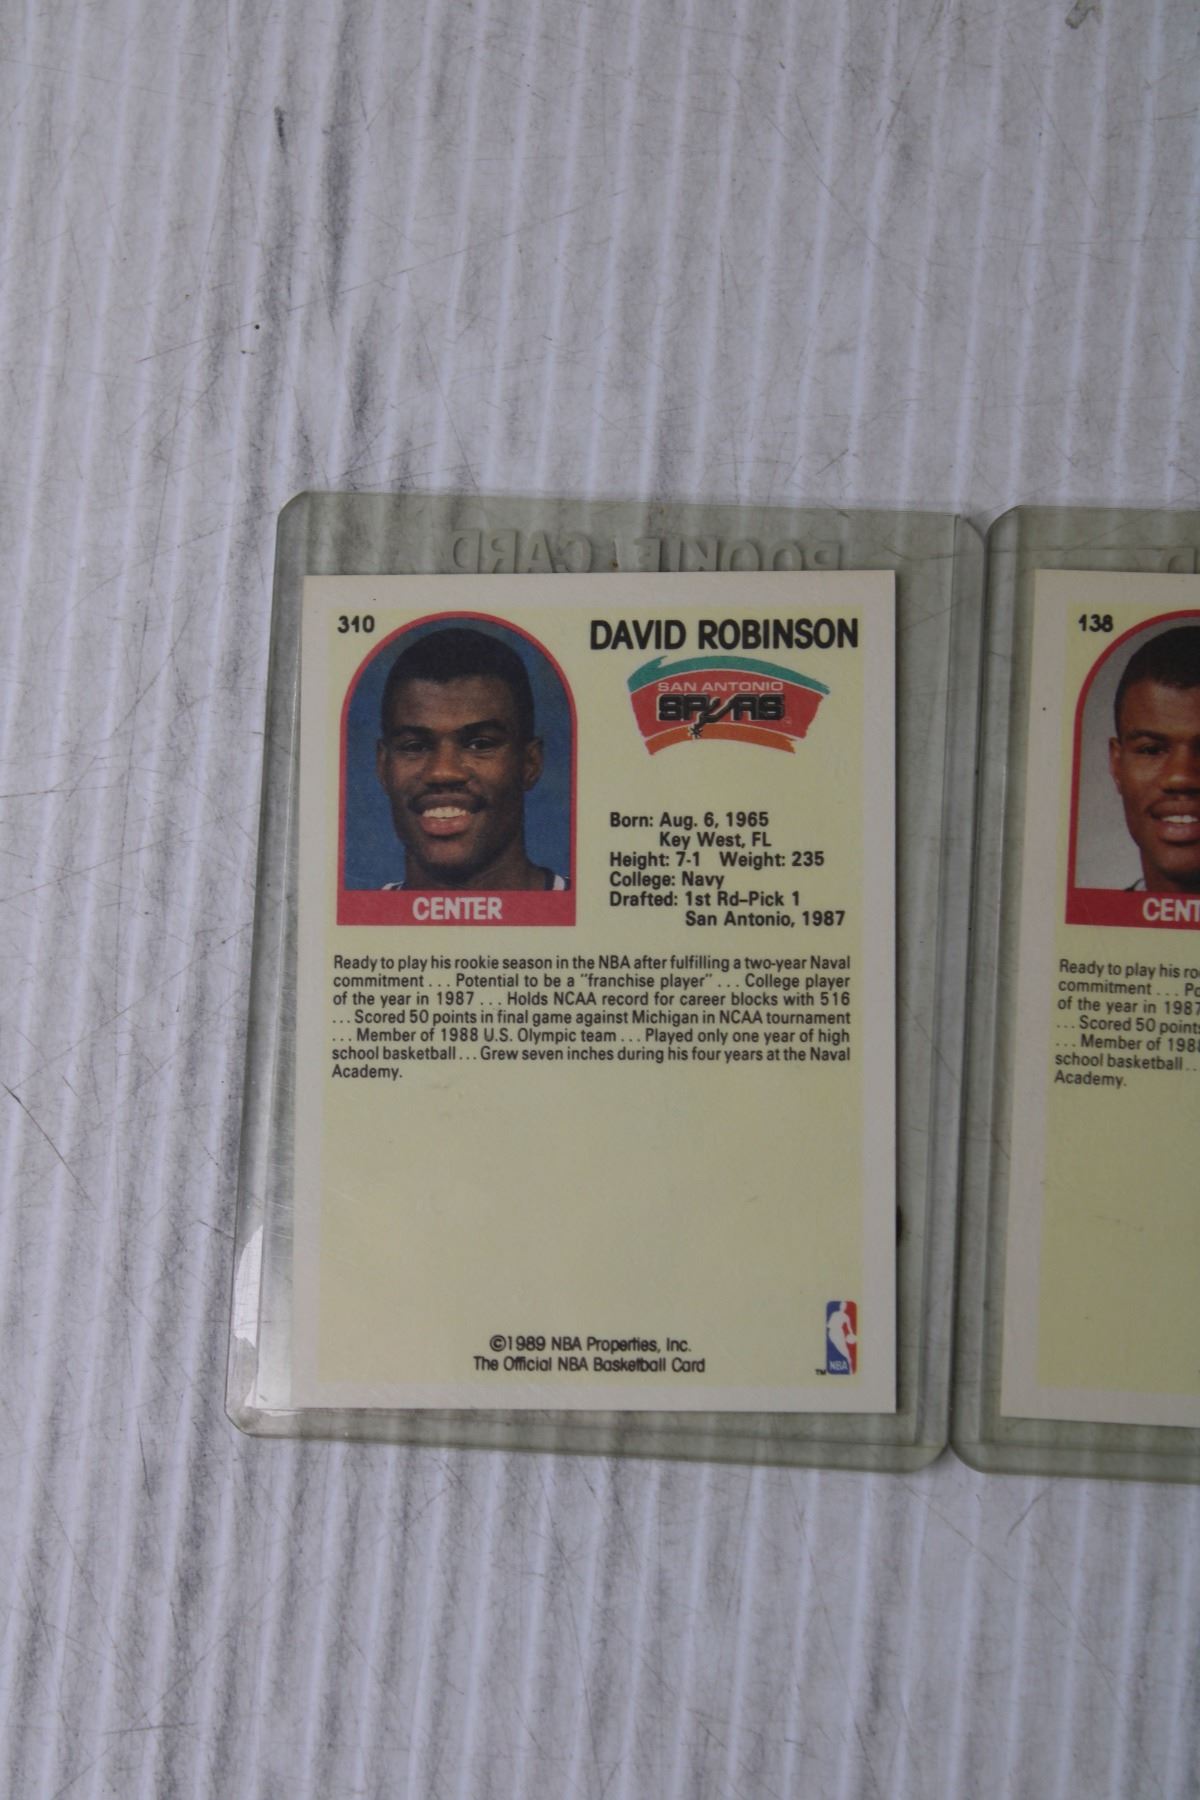 ROOKIE CARD
310
DAVID ROBINSON
SAN ANTONIO
SPURS
CENTER
Born: Aug. 6, 1965
Key West, FL
Height: 7-1 Weight: 235
College: Navy
Drafted: 1st Rd–Pick 1
San Antonio, 1987
Ready to play his rookie season in the NBA after fulfilling a two-year Naval
commitment . . . Potential to be a "franchise player" . . . College player
of the year in 1987 . . . Holds NCAA record for career blocks with 516
. . . Scored 50 points in final game against Michigan in NCAA tournament
. . . Member of 1988 U.S. Olympic team . . . Played only one year of high
school basketball . . . Grew seven inches during his four years at the Naval
Academy.
©1989 NBA Properties, Inc.
The Official NBA Basketball Card
TM NBA
138
CENT
Ready to play his ro
commitment . . . Po
of the year in 1987
. . . Scored 50 points
. . . Member of 198
school basketball . .
Academy.